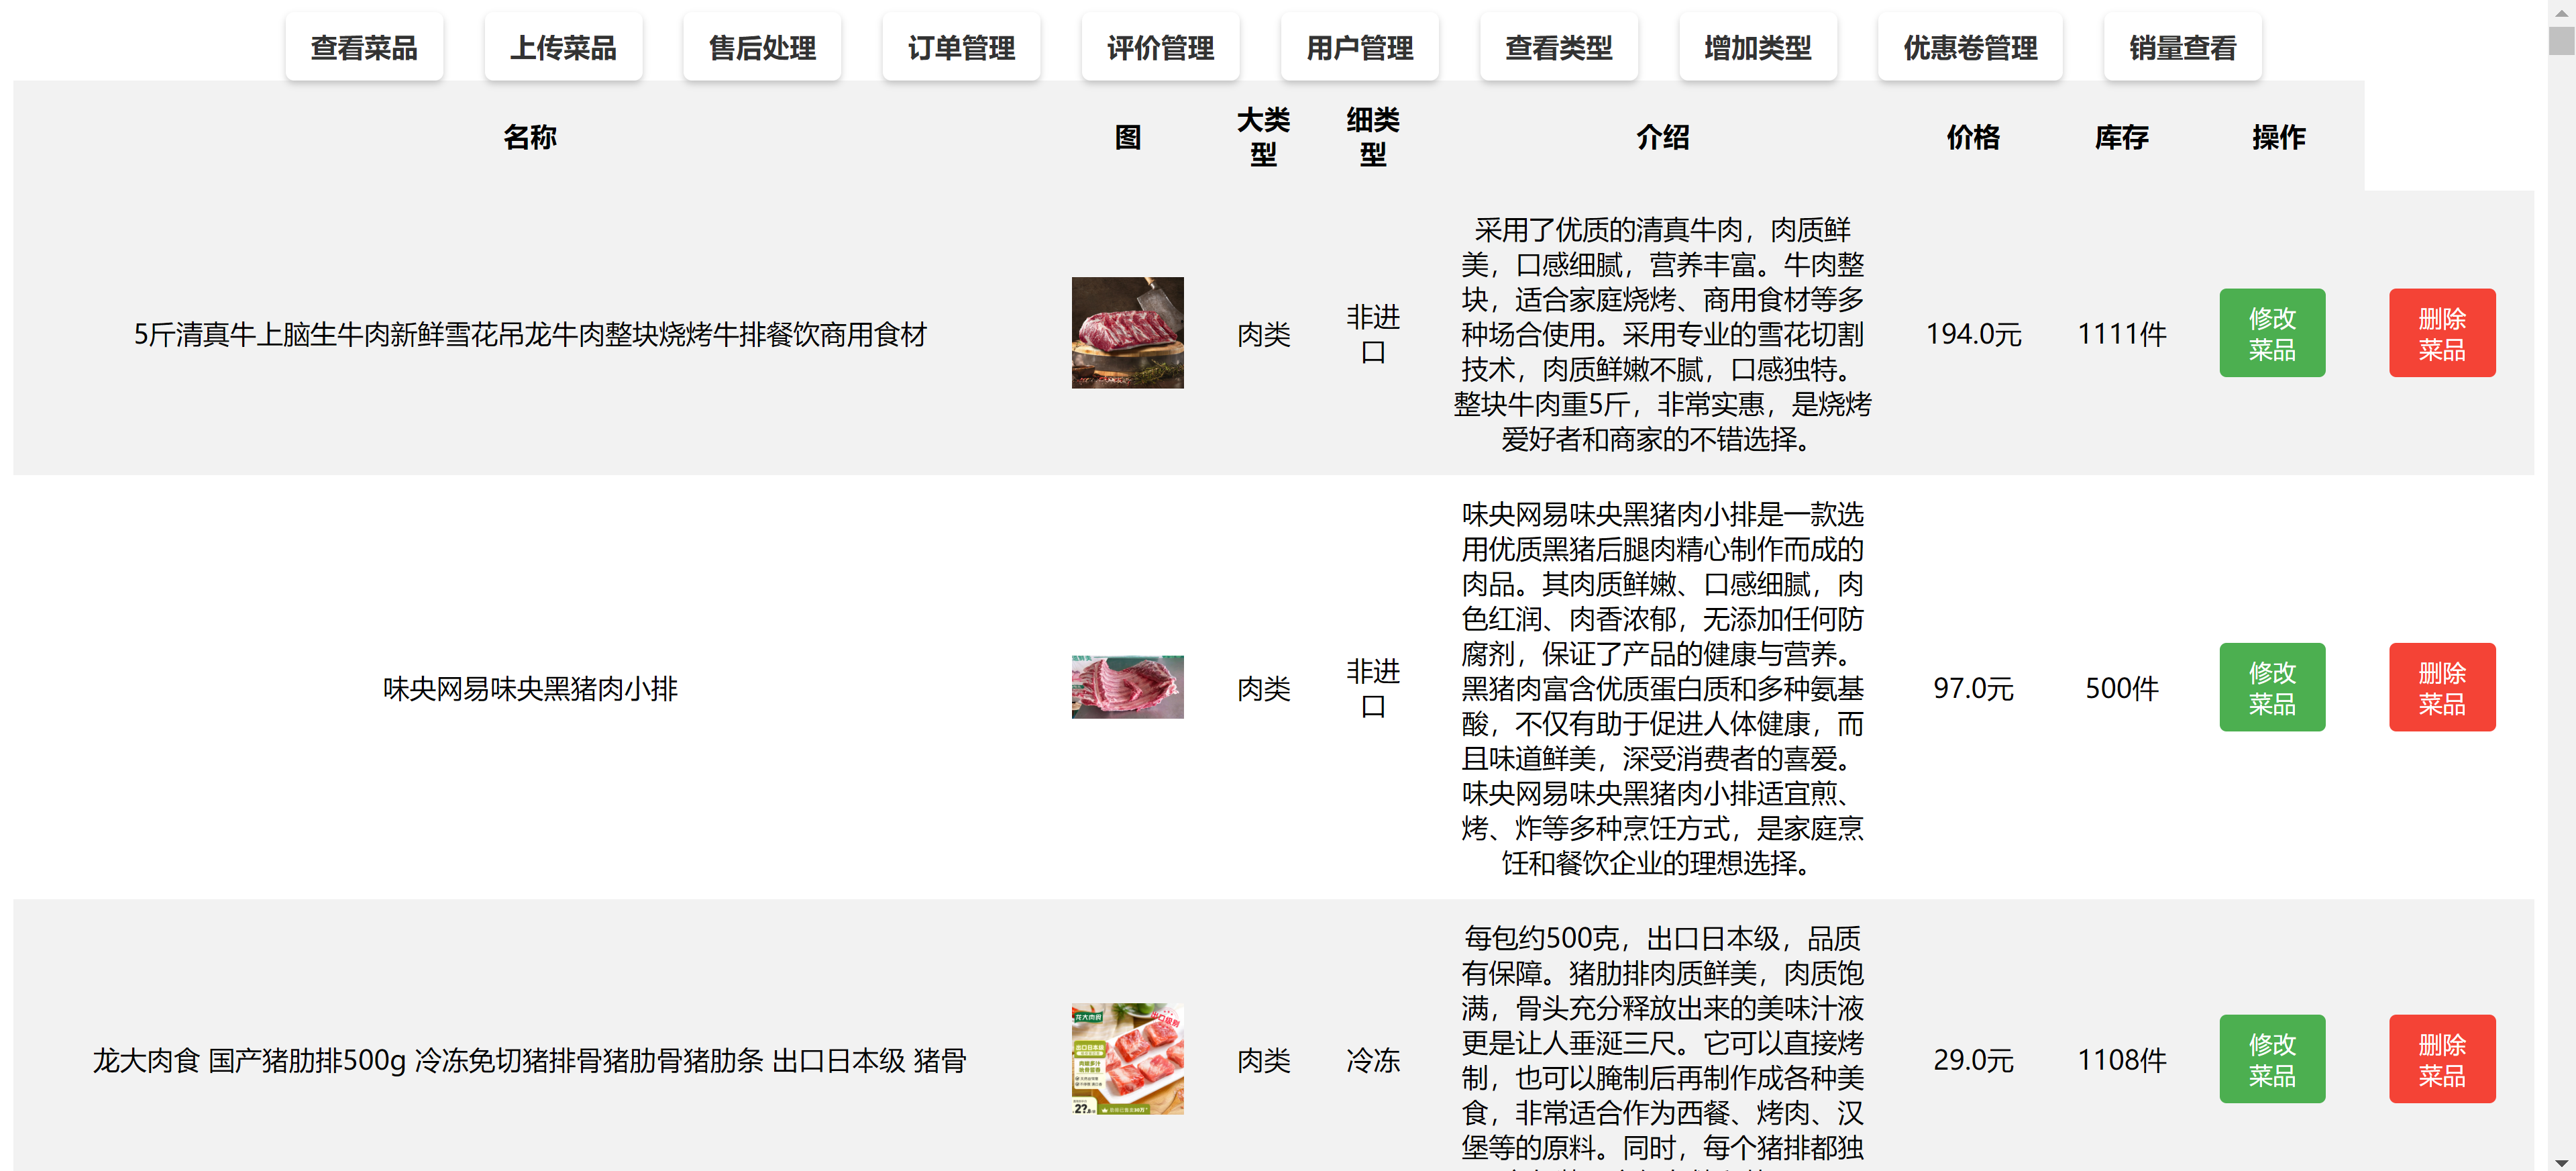 查看菜品 上传菜品 售后处理 订单管理 评价管理 用户管理 查看类型 增加类型 优惠卷管理 销量查看
名称 图 大类型 细类型 介绍 价格 库存 操作
5斤清真牛上脑生牛肉新鲜雪花吊龙牛肉整块烧烤牛排餐饮商用食材
肉类
非进
口
采用了优质的清真牛肉，肉质鲜
美，口感细腻，营养丰富。牛肉整
块，适合家庭烧烤、商用食材等多
种场合使用。采用专业的雪花切割
技术，肉质鲜嫩不腻，口感独特。
整块牛肉重5斤，非常实惠，是烧烤
爱好者和商家的不错选择。
194.0元
1111件
修改
菜品
删除
菜品
味央网易味央黑猪肉小排
肉类
非进
口
味央网易味央黑猪肉小排是一款选
用优质黑猪后腿肉精心制作而成的
肉品。其肉质鲜嫩、口感细腻，肉
色红润、肉香浓郁，无添加任何防
腐剂，保证了产品的健康与营养。
黑猪肉富含优质蛋白质和多种氨基
酸，不仅有助于促进人体健康，而
且味道鲜美，深受消费者的喜爱。
味央网易味央黑猪肉小排适宜煎、
烤、炸等多种烹饪方式，是家庭烹
饪和餐饮企业的理想选择。
97.0元
500件
修改
菜品
删除
菜品
龙大肉食 国产猪肋排500g 冷冻免切猪排骨猪肋骨猪肋条 出口日本级 猪骨
龙大肉食
出口日本级
肉类
冷冻
每包约500克，出口日本级，品质
有保障。猪肋排肉质鲜美，肉质饱
满，骨头充分释放出来的美味汁液
更是让人垂涎三尺。它可以直接烤
制，也可以腌制后再制作成各种美
食，非常适合作为西餐、烤肉、汉
堡等的原料。同时，每个猪排都独
29.0元
1108件
修改
菜品
删除
菜品